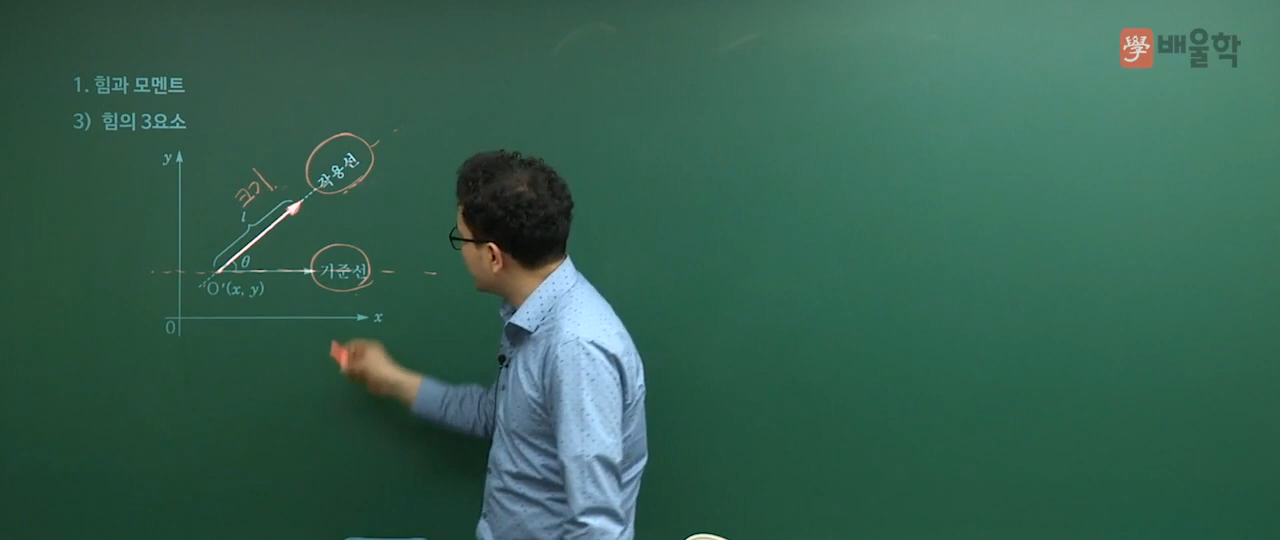 學 배울학
1. 힘과 모멘트
3) 힘의 3요소
y
작용선
크기
l
θ
기준선
O'(x, y)
x
0